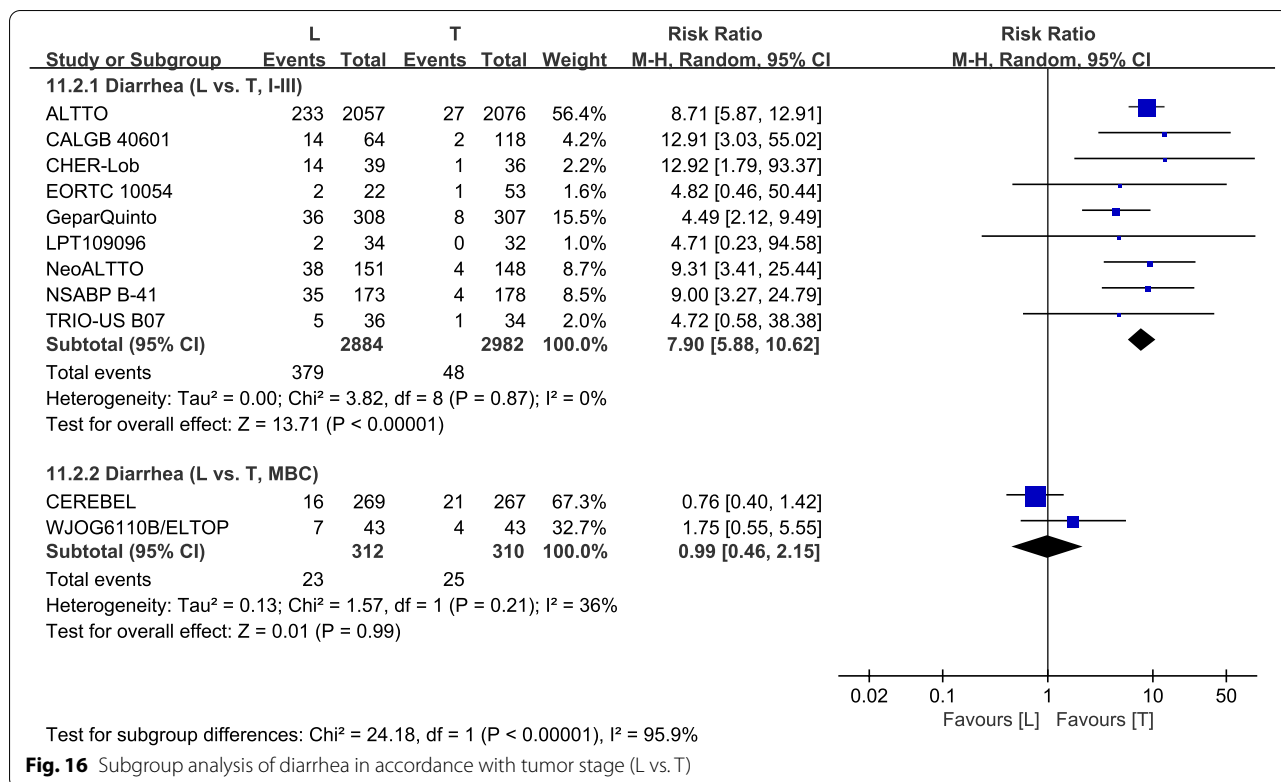 L T Risk Ratio Risk Ratio
Study or Subgroup Events Total Events Total Weight M-H, Random, 95% CI M-H, Random, 95% CI
11.2.1 Diarrhea (L vs. T, I-III)
ALTTO 233 2057 27 2076 56.4% 8.71 [5.87, 12.91]
CALGB 40601 14 64 2 118 4.2% 12.91 [3.03, 55.02]
CHER-Lob 14 39 1 36 2.2% 12.92 [1.79, 93.37]
EORTC 10054 2 22 1 53 1.6% 4.82 [0.46, 50.44]
GeparQuinto 36 308 8 307 15.5% 4.49 [2.12, 9.49]
LPT109096 2 34 0 32 1.0% 4.71 [0.23, 94.58]
NeoALTTO 38 151 4 148 8.7% 9.31 [3.41, 25.44]
NSABP B-41 35 173 4 178 8.5% 9.00 [3.27, 24.79]
TRIO-US B07 5 36 1 34 2.0% 4.72 [0.58, 38.38]
Subtotal (95% CI) 2884 2982 100.0% 7.90 [5.88, 10.62]
Total events 379 48
Heterogeneity: Tau² = 0.00; Chi² = 3.82, df = 8 (P = 0.87); I² = 0%
Test for overall effect: Z = 13.71 (P < 0.00001)
11.2.2 Diarrhea (L vs. T, MBC)
CEREBEL 16 269 21 267 67.3% 0.76 [0.40, 1.42]
WJOG6110B/ELTOP 7 43 4 43 32.7% 1.75 [0.55, 5.55]
Subtotal (95% CI) 312 310 100.0% 0.99 [0.46, 2.15]
Total events 23 25
Heterogeneity: Tau² = 0.13; Chi² = 1.57, df = 1 (P = 0.21); I² = 36%
Test for overall effect: Z = 0.01 (P = 0.99)
0.02 0.1 1 10 50
Favours [L] Favours [T]
Test for subgroup differences: Chi² = 24.18, df = 1 (P < 0.00001), I² = 95.9%
Fig. 16 Subgroup analysis of diarrhea in accordance with tumor stage (L vs. T)